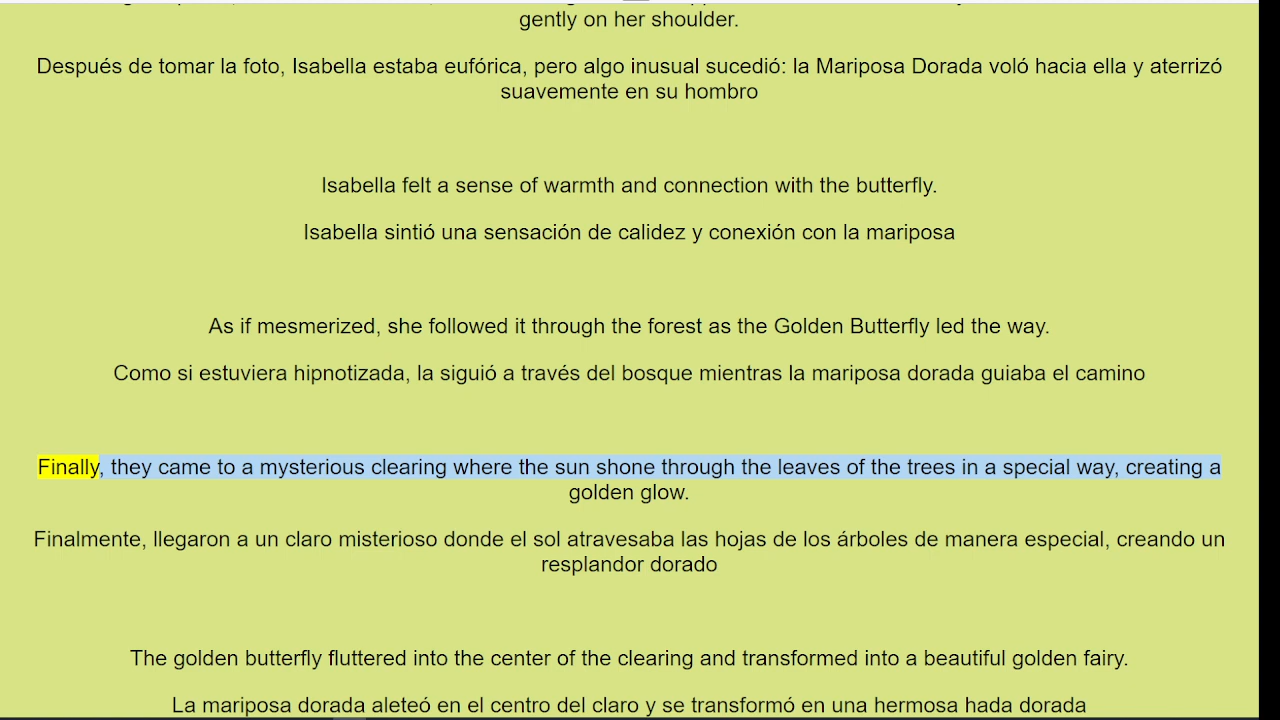 gently on her shoulder.
Después de tomar la foto, Isabella estaba eufórica, pero algo inusual sucedió: la Mariposa Dorada voló hacia ella y aterrizó
suavemente en su hombro
Isabella felt a sense of warmth and connection with the butterfly.
Isabella sintió una sensación de calidez y conexión con la mariposa
As if mesmerized, she followed it through the forest as the Golden Butterfly led the way.
Como si estuviera hipnotizada, la siguió a través del bosque mientras la mariposa dorada guiaba el camino
Finally, they came to a mysterious clearing where the sun shone through the leaves of the trees in a special way, creating a
golden glow.
Finalmente, llegaron a un claro misterioso donde el sol atravesaba las hojas de los árboles de manera especial, creando un
resplandor dorado
The golden butterfly fluttered into the center of the clearing and transformed into a beautiful golden fairy.
La mariposa dorada aleteó en el centro del claro y se transformó en una hermosa hada dorada